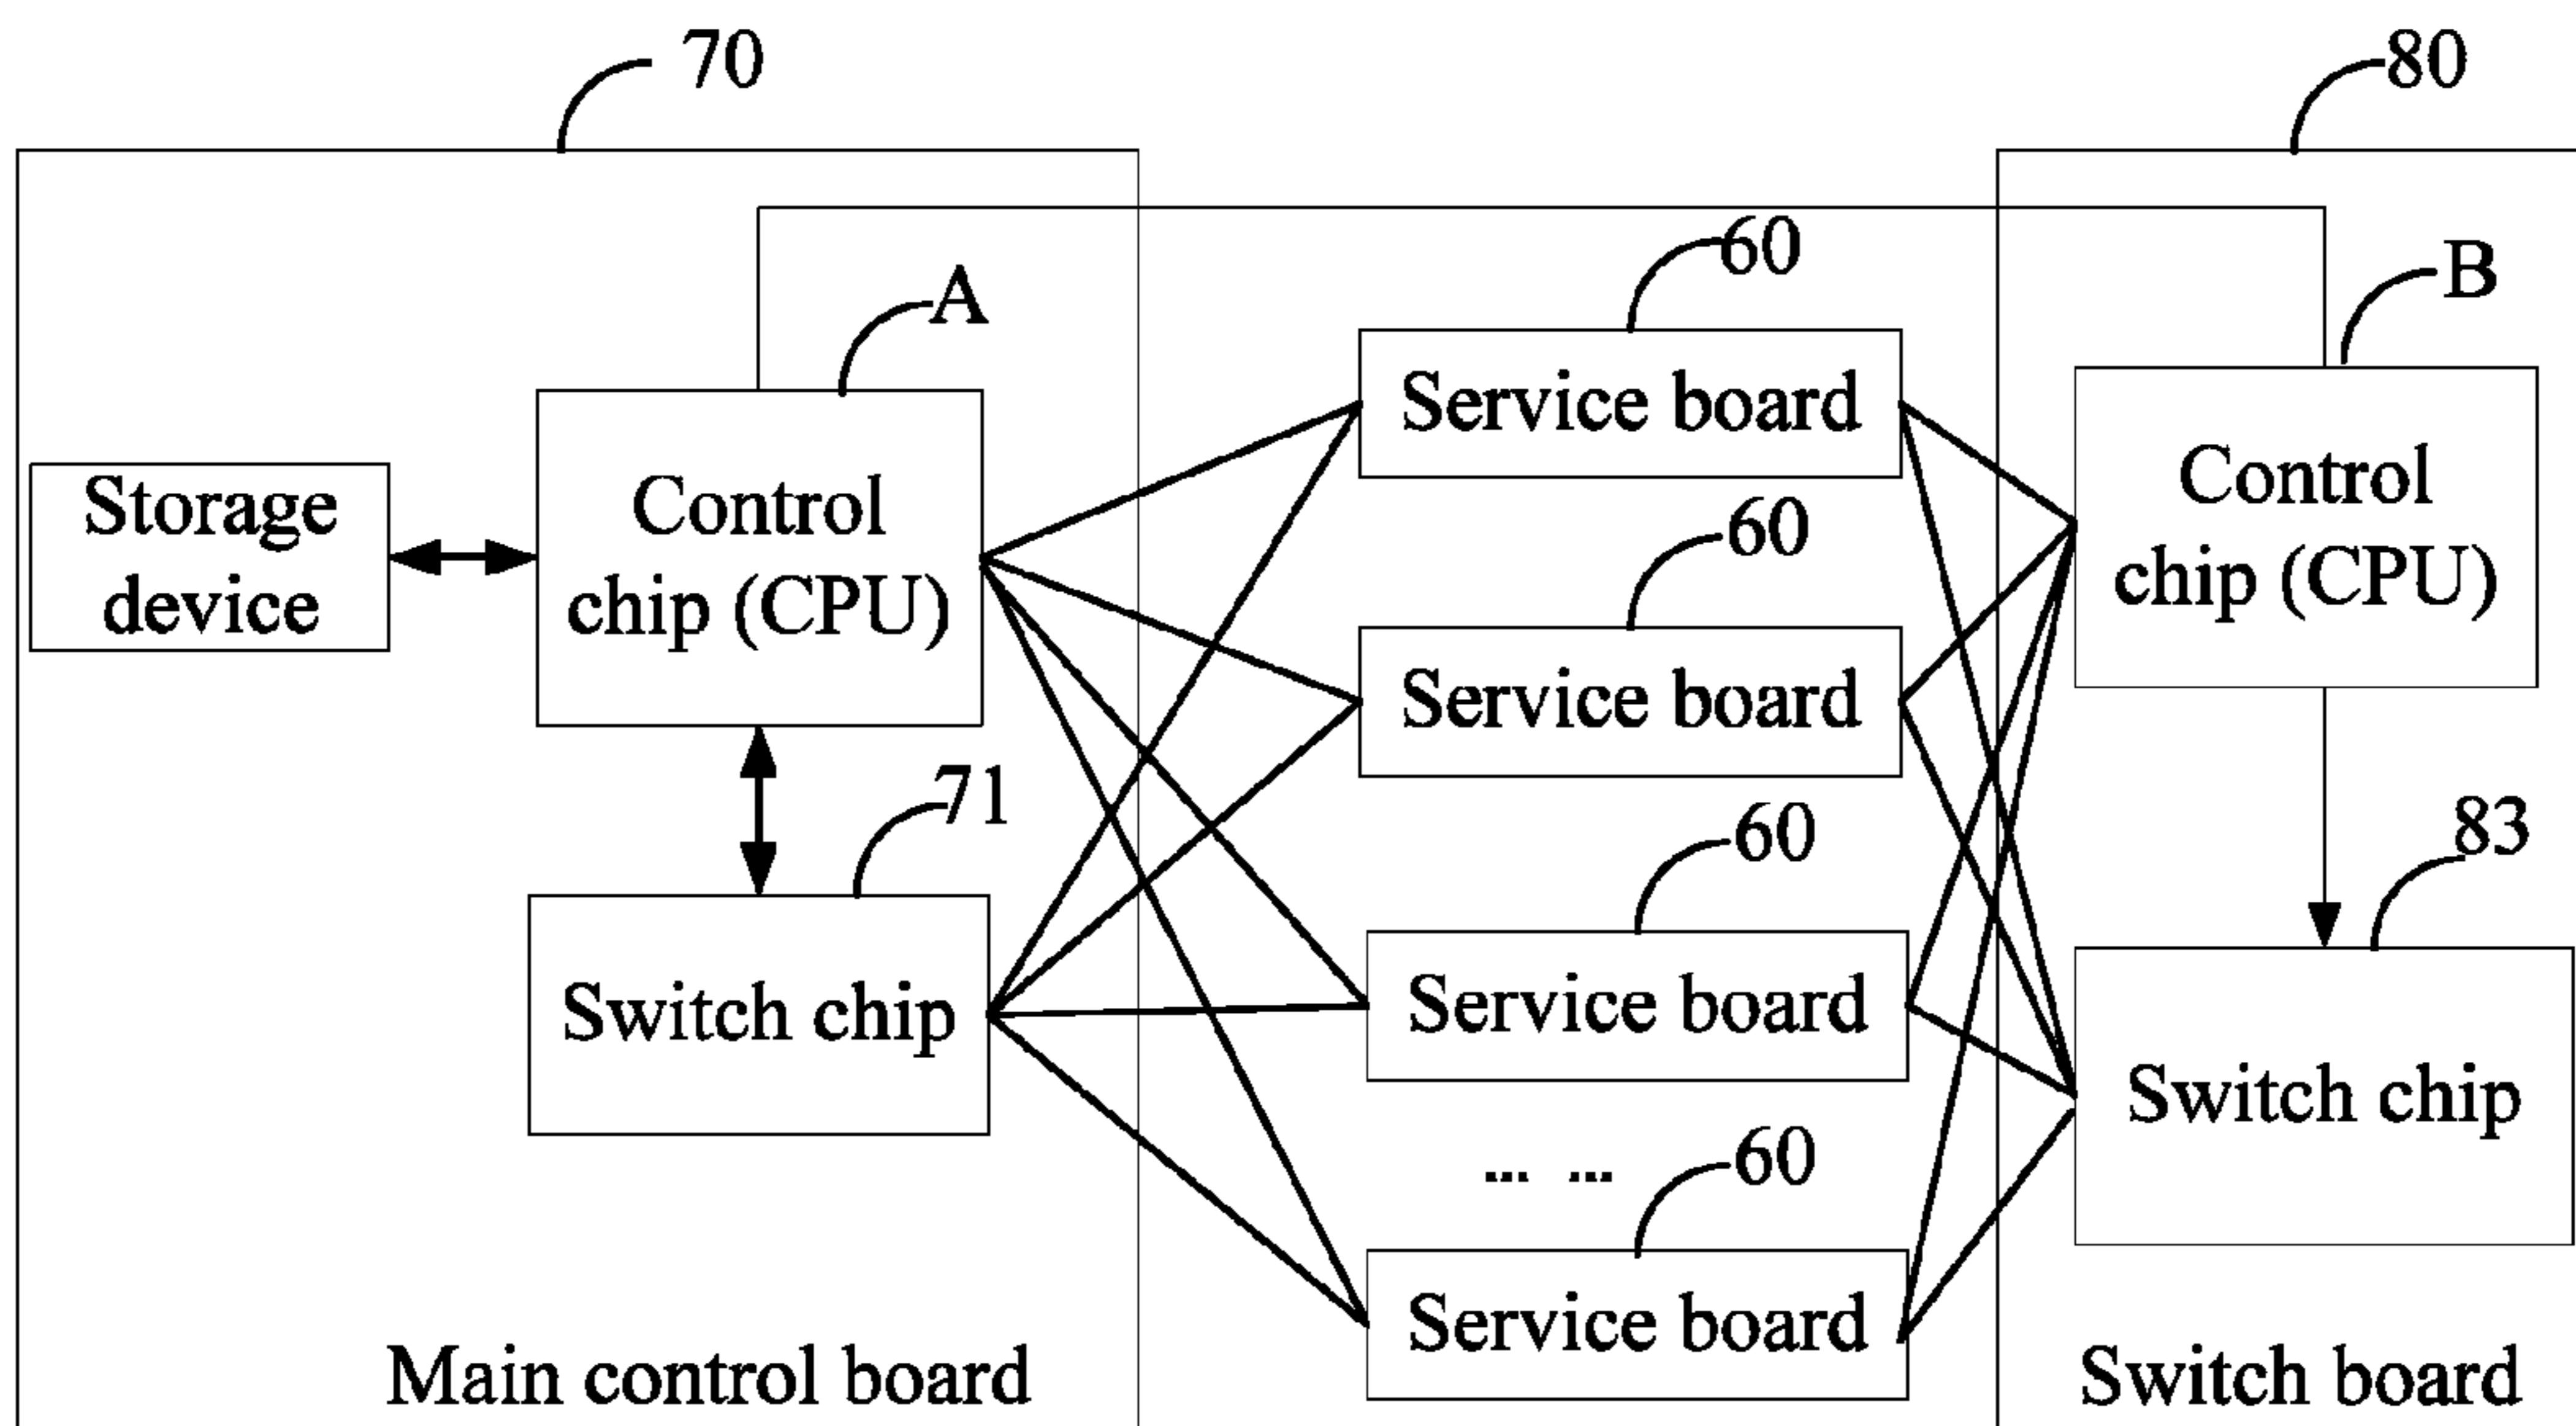 70
80
60
A
B
Service board
Control
chip (CPU)
Storage
device
Control
chip (CPU)
60
Service board
71
60
83
Switch chip
Service board
Switch chip
... ...
60
Service board
Main control board
Switch board